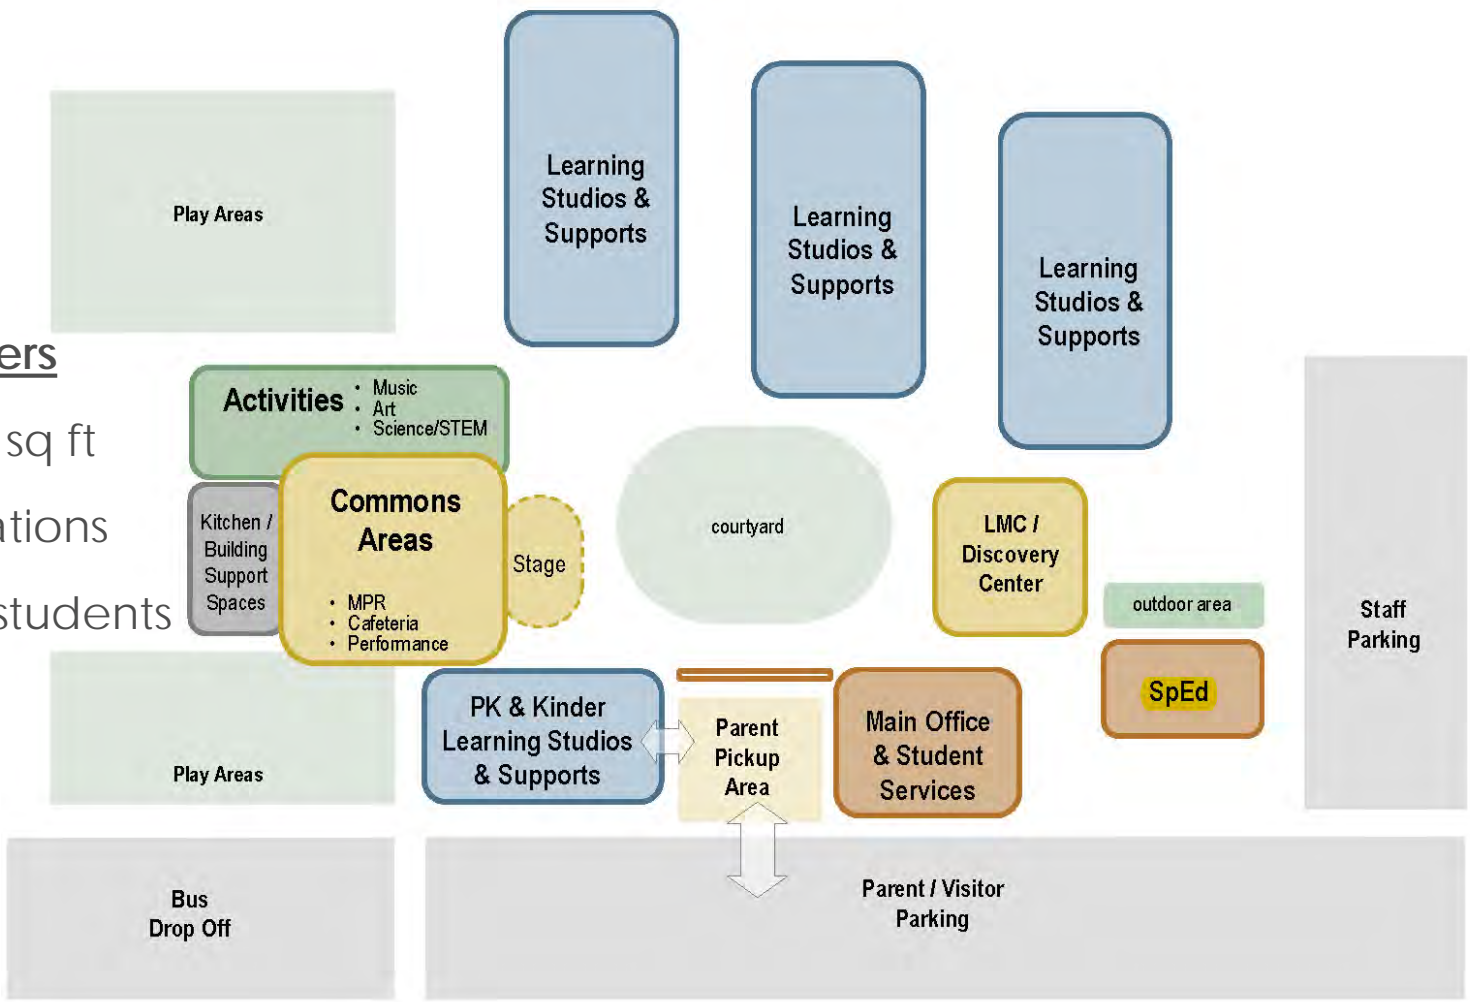 Learning
Studios &
Supports
Learning
Studios &
Supports
Learning
Studios &
Supports
Play Areas
ers
sq ft
ations
students
Activities
• Music
• Art
• Science/STEM
Kitchen /
Building
Support
Spaces
Commons
Areas
• MPR
• Cafeteria
• Performance
Stage
courtyard
LMC /
Discovery
Center
outdoor area
SpEd
Staff
Parking
Play Areas
PK & Kinder
Learning Studios
& Supports
Parent
Pickup
Area
Main Office
& Student
Services
Bus
Drop Off
Parent / Visitor
Parking